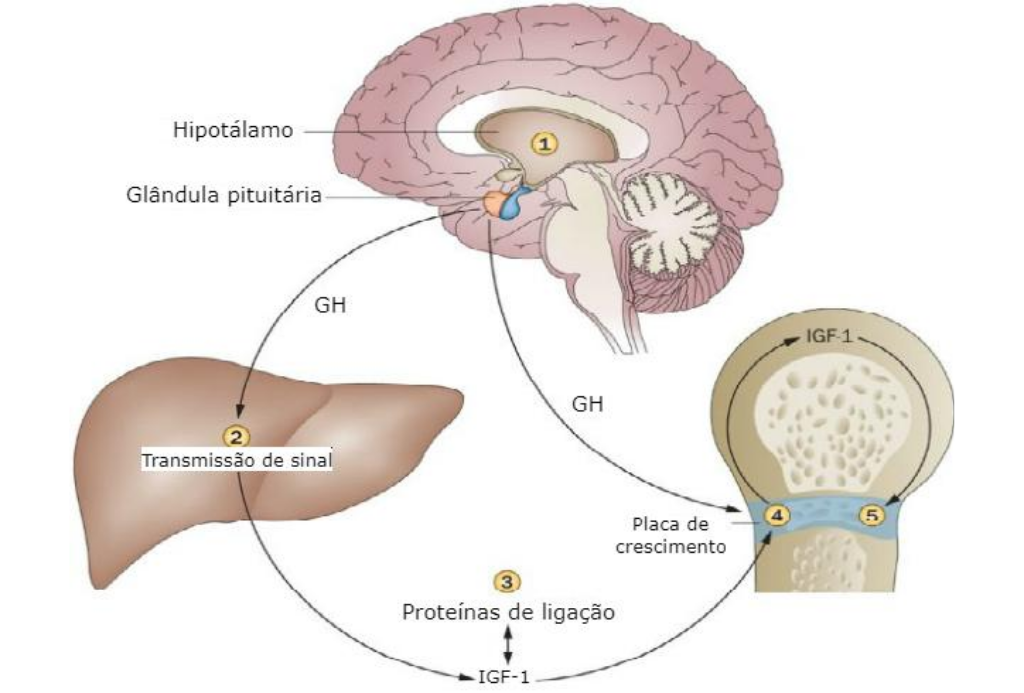 Hipotálamo
1
Glândula pituitária
GH
IGF-1
GH
2
Transmissão de sinal
4
5
Placa de
crescimento
3
Proteínas de ligação
IGF-1